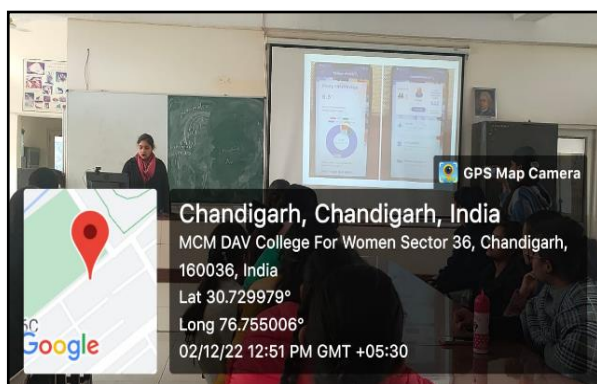 GPS Map Camera
Chandigarh, Chandigarh, India
MCM DAV College For Women Sector 36, Chandigarh,
160036, India
Lat 30.729979°
Long 76.755006°
02/12/22 12:51 PM GMT +05:30
Google